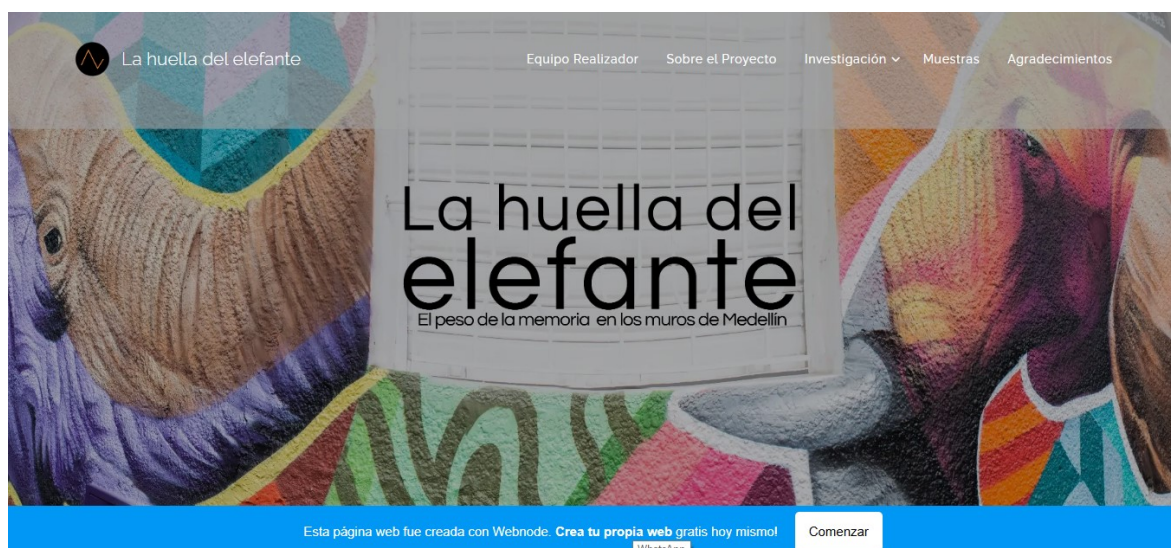 La huella del elefante
Equipo Realizador Sobre el Proyecto Investigación Muestras Agradecimientos
La huella del
elefante
El peso de la memoria en los muros de Medellín
Esta página web fue creada con Webnode. Crea tu propia web gratis hoy mismo! Comenzar
WhatsApp